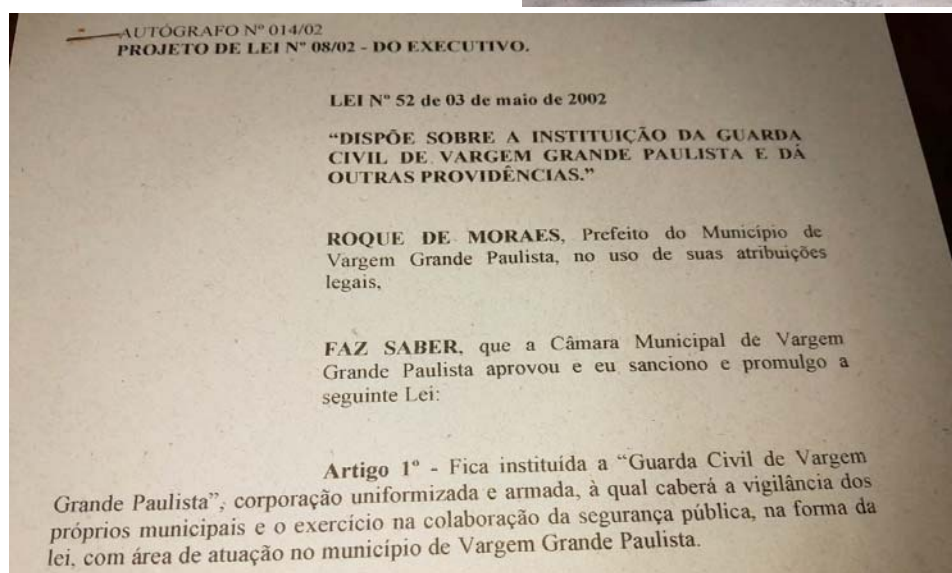 AUTÓGRAFO Nº 014/02
PROJETO DE LEI Nº 08/02 - DO EXECUTIVO.
LEI Nº 52 de 03 de maio de 2002
“DISPÕE SOBRE A INSTITUIÇÃO DA GUARDA
CIVIL DE VARGEM GRANDE PAULISTA E DÁ
OUTRAS PROVIDÊNCIAS.”
ROQUE DE MORAES, Prefeito do Município de
Vargem Grande Paulista, no uso de suas atribuições
legais,
FAZ SABER, que a Câmara Municipal de Vargem
Grande Paulista aprovou e eu sanciono e promulgo a
seguinte Lei:
Artigo 1º - Fica instituída a “Guarda Civil de Vargem
Grande Paulista”, corporação uniformizada e armada, à qual caberá a vigilância dos
próprios municipais e o exercício na colaboração da segurança pública, na forma da
lei, com área de atuação no município de Vargem Grande Paulista.